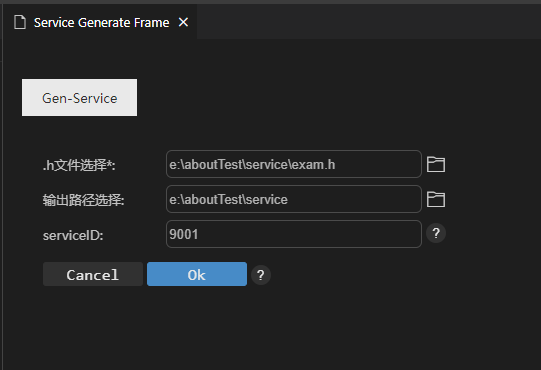 Service Generate Frame
Gen-Service
.h文件选择*: e:\aboutTest\service\exam.h
输出路径选择: e:\aboutTest\service
serviceID: 9001 ?
Cancel Ok ?